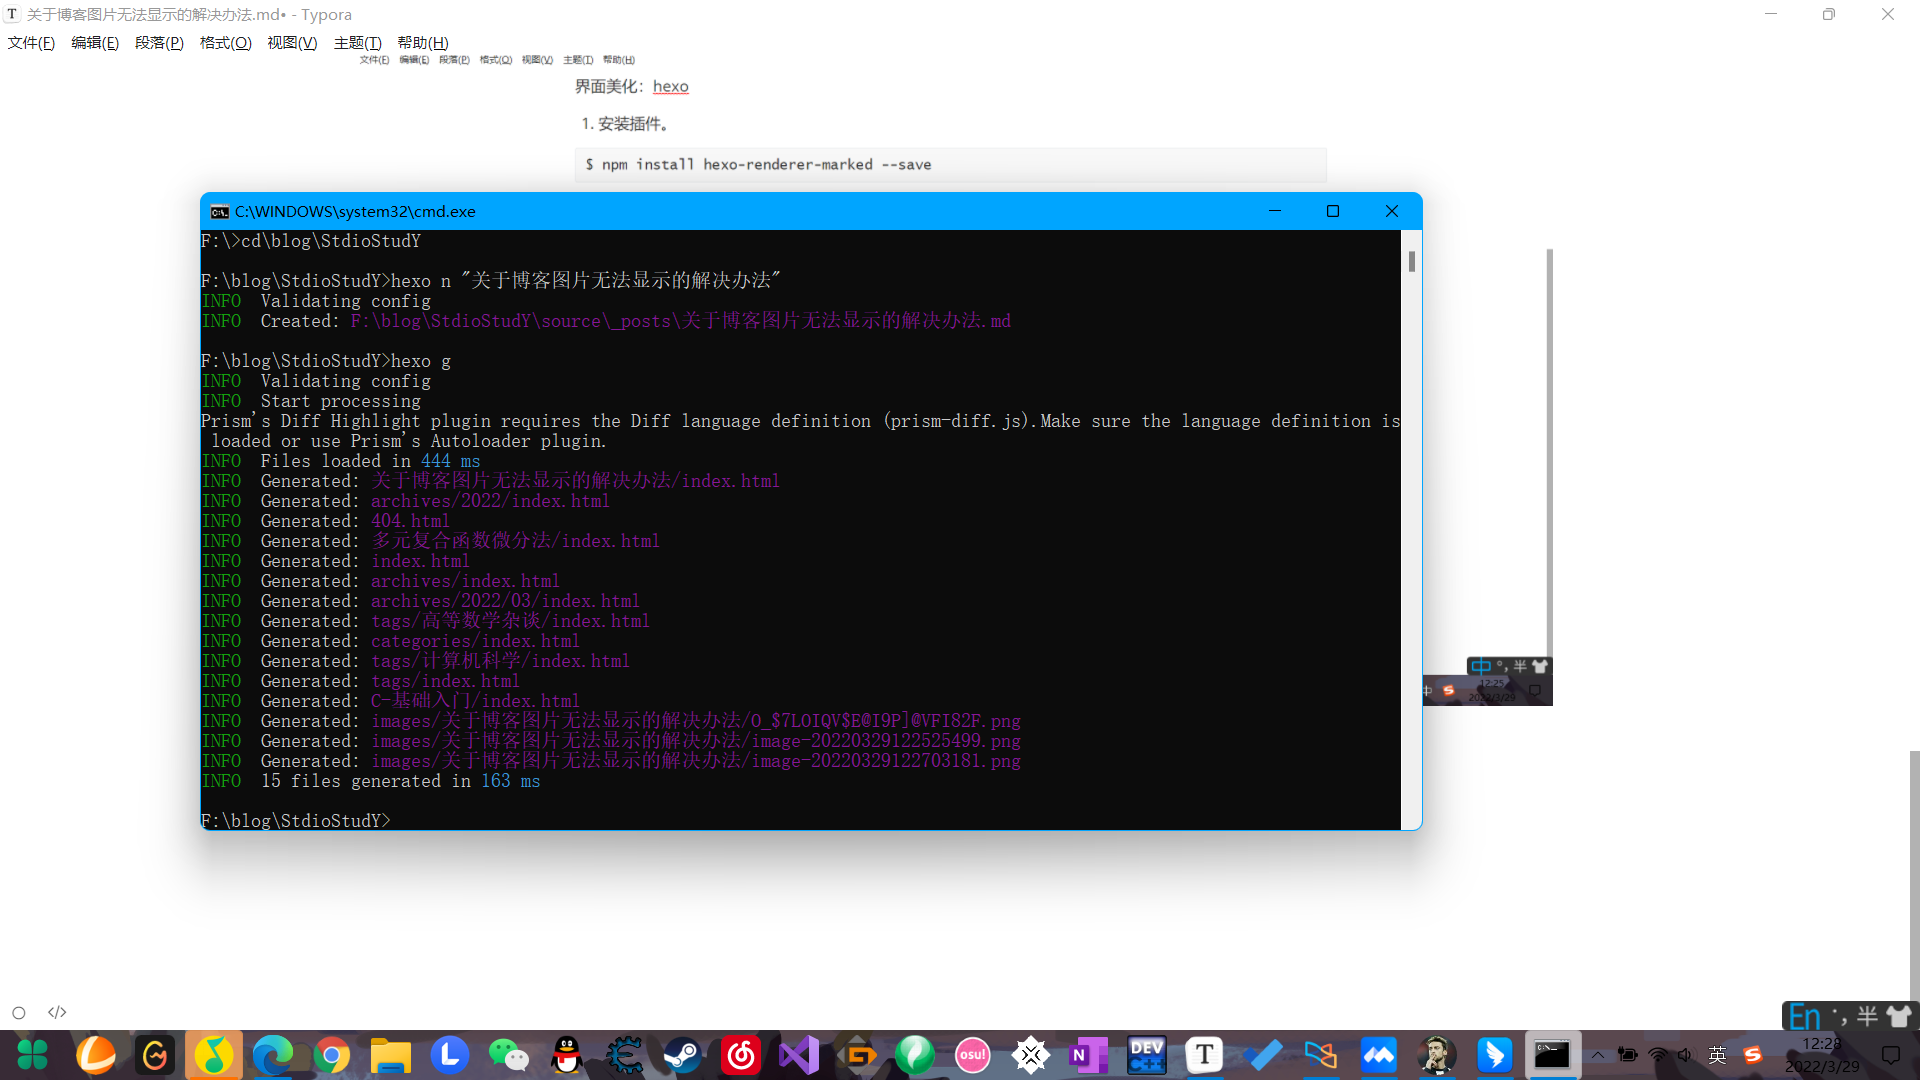 关于博客图片无法显示的解决办法.md• - Typora
文件(F) 编辑(E) 段落(P) 格式(O) 视图(V) 主题(T) 帮助(H)
文件(F) 编辑(E) 段落(P) 格式(O) 视图(V) 主题(T) 帮助(H)
界面美化：hexo
1. 安装插件。
$ npm install hexo-renderer-marked --save
C:\WINDOWS\system32\cmd.exe
F:\>cd\blog\StdioStudY
F:\blog\StdioStudY>hexo n "关于博客图片无法显示的解决办法"
INFO  Validating config
INFO  Created: F:\blog\StdioStudY\source\_posts\关于博客图片无法显示的解决办法.md
F:\blog\StdioStudY>hexo g
INFO  Validating config
INFO  Start processing
Prism's Diff Highlight plugin requires the Diff language definition (prism-diff.js).Make sure the language definition is
 loaded or use Prism's Autoloader plugin.
INFO  Files loaded in 444 ms
INFO  Generated: 关于博客图片无法显示的解决办法/index.html
INFO  Generated: archives/2022/index.html
INFO  Generated: 404.html
INFO  Generated: 多元复合函数微分法/index.html
INFO  Generated: index.html
INFO  Generated: archives/index.html
INFO  Generated: archives/2022/03/index.html
INFO  Generated: tags/高等数学杂谈/index.html
INFO  Generated: categories/index.html
INFO  Generated: tags/计算机科学/index.html
INFO  Generated: tags/index.html
INFO  Generated: C-基础入门/index.html
INFO  Generated: images/关于博客图片无法显示的解决办法/O_$7LOIQV$E@I9P]@VFI82F.png
INFO  Generated: images/关于博客图片无法显示的解决办法/image-20220329122525499.png
INFO  Generated: images/关于博客图片无法显示的解决办法/image-20220329122703181.png
INFO  15 files generated in 163 ms
F:\blog\StdioStudY>
中 °, 半
中 12:25
2022/3/29
</>
En 半
osu! N DEV C++ T 英 12:28
2022/3/29